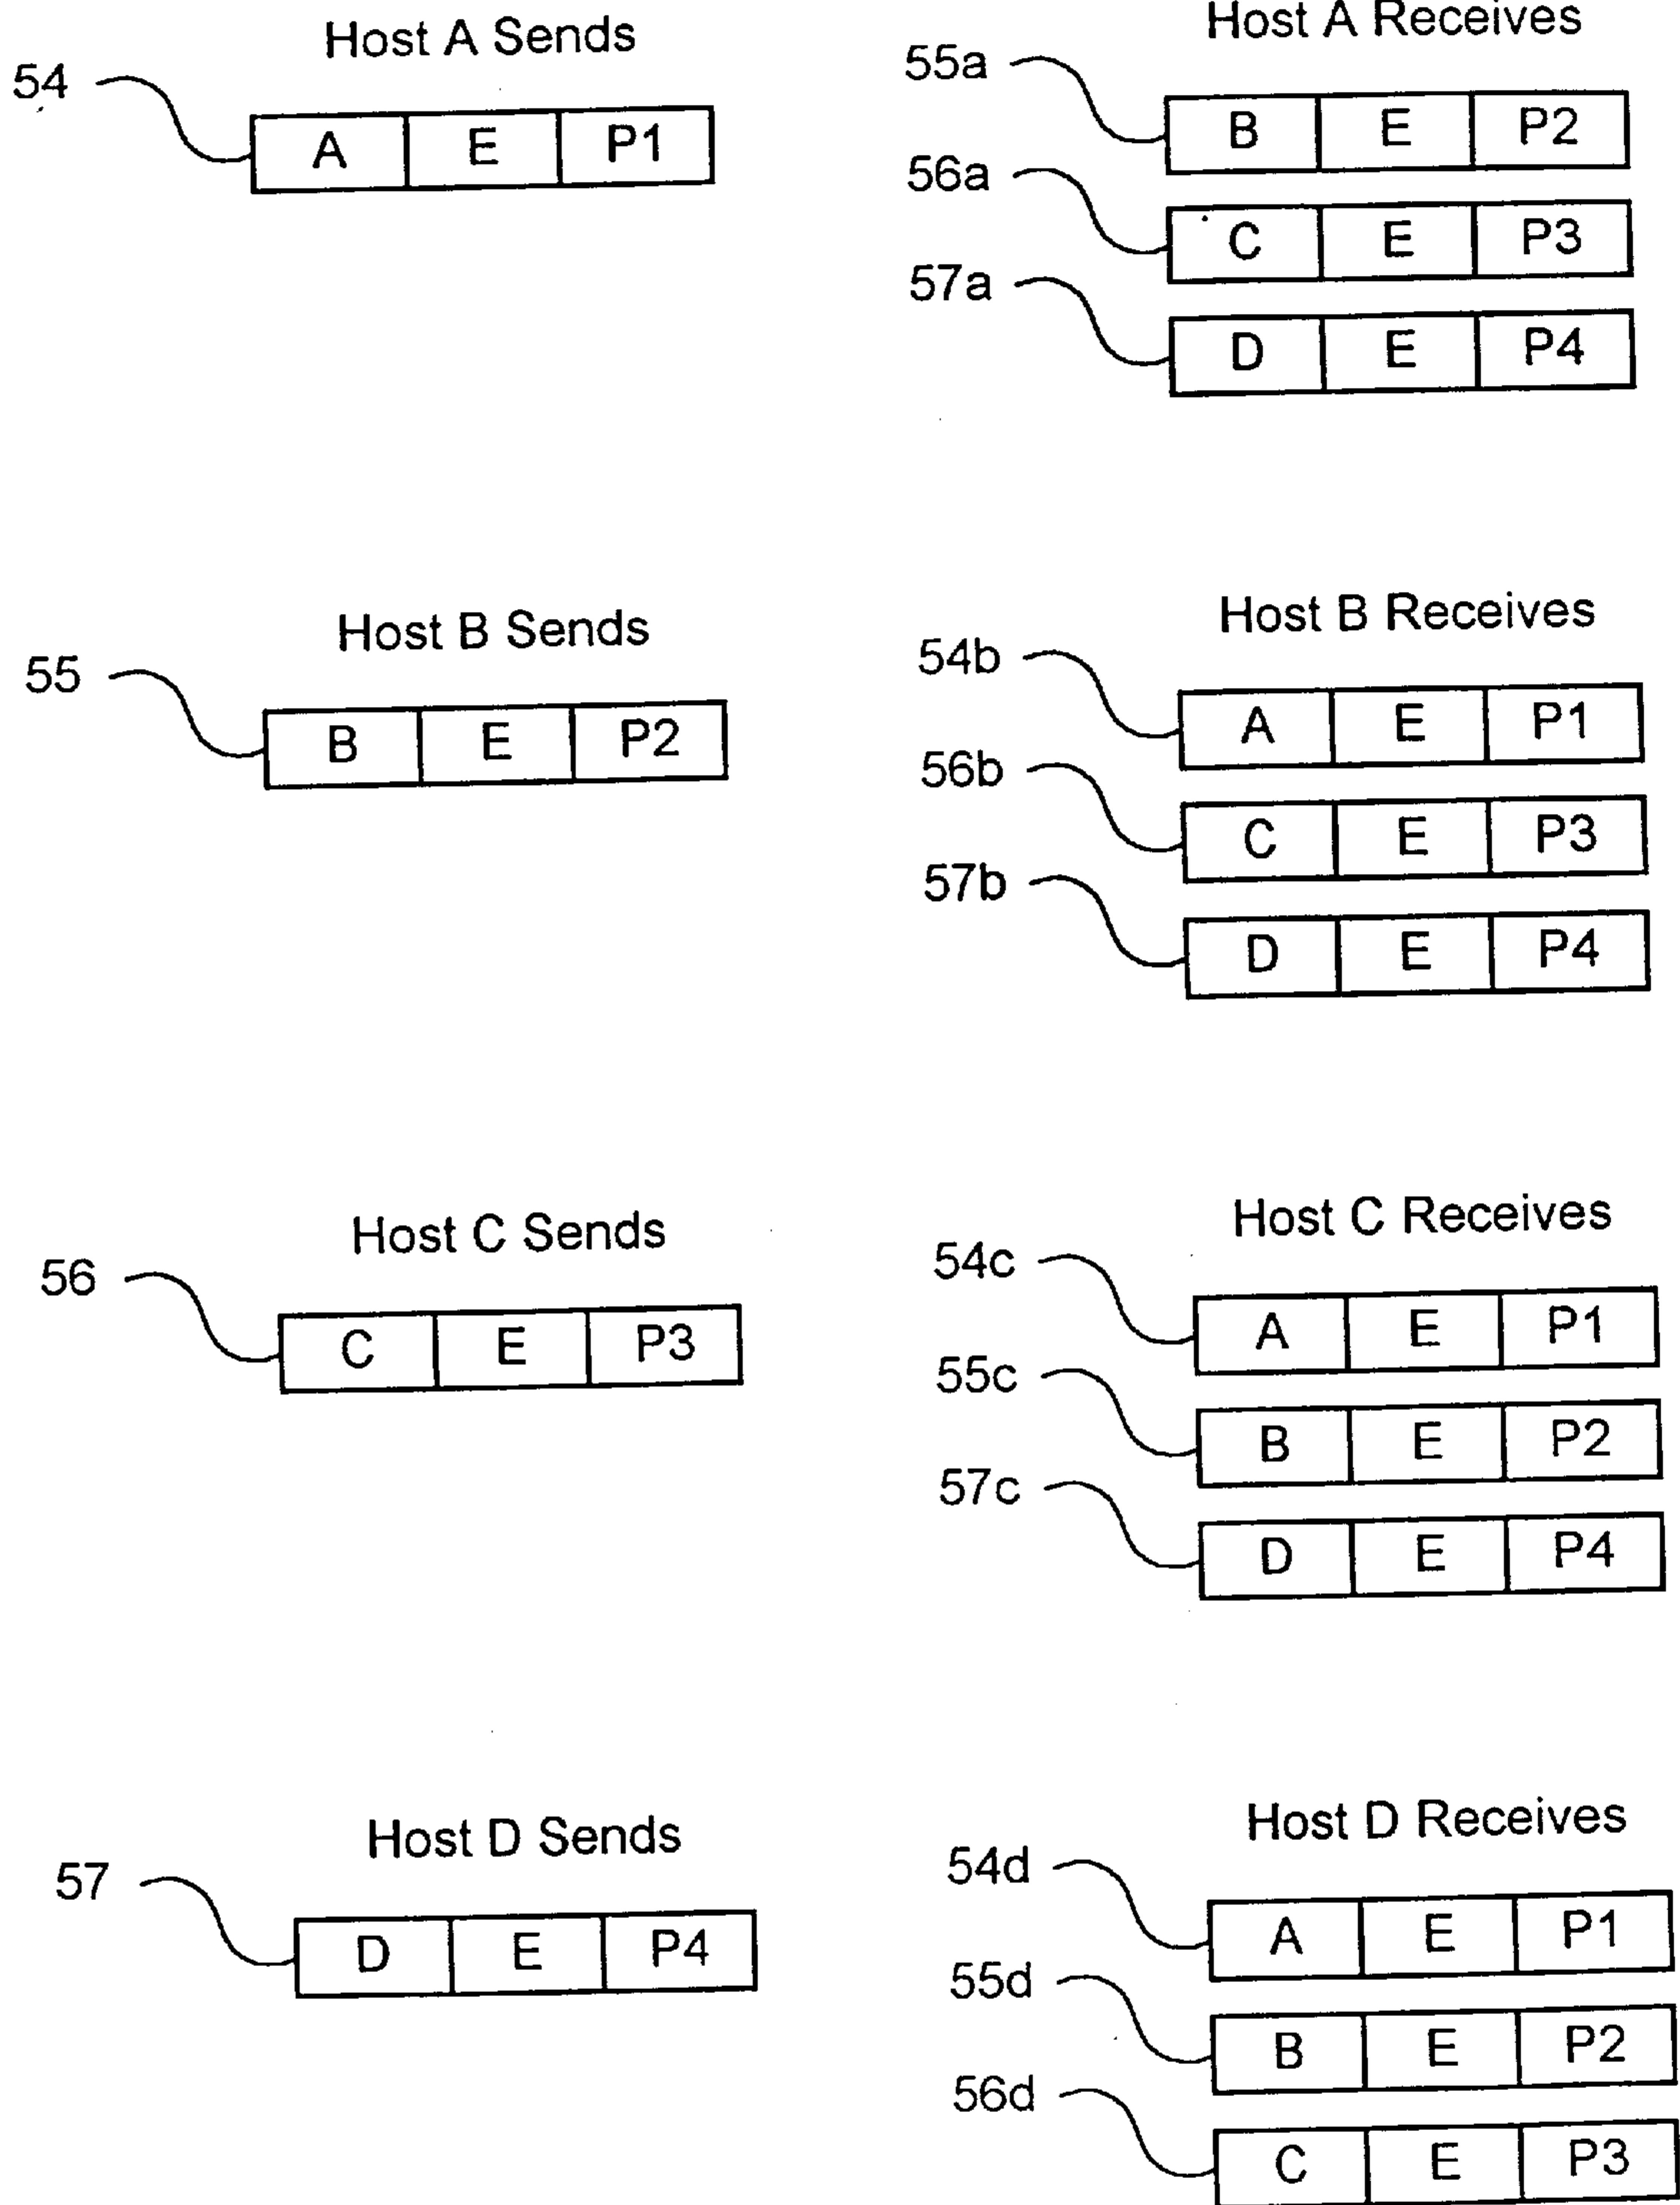 Host A Sends
54
A E P1
Host A Receives
55a
B E P2
56a
C E P3
57a
D E P4
Host B Sends
55
B E P2
Host B Receives
54b
A E P1
56b
C E P3
57b
D E P4
Host C Sends
56
C E P3
Host C Receives
54c
A E P1
55c
B E P2
57c
D E P4
Host D Sends
57
D E P4
Host D Receives
54d
A E P1
55d
B E P2
56d
C E P3